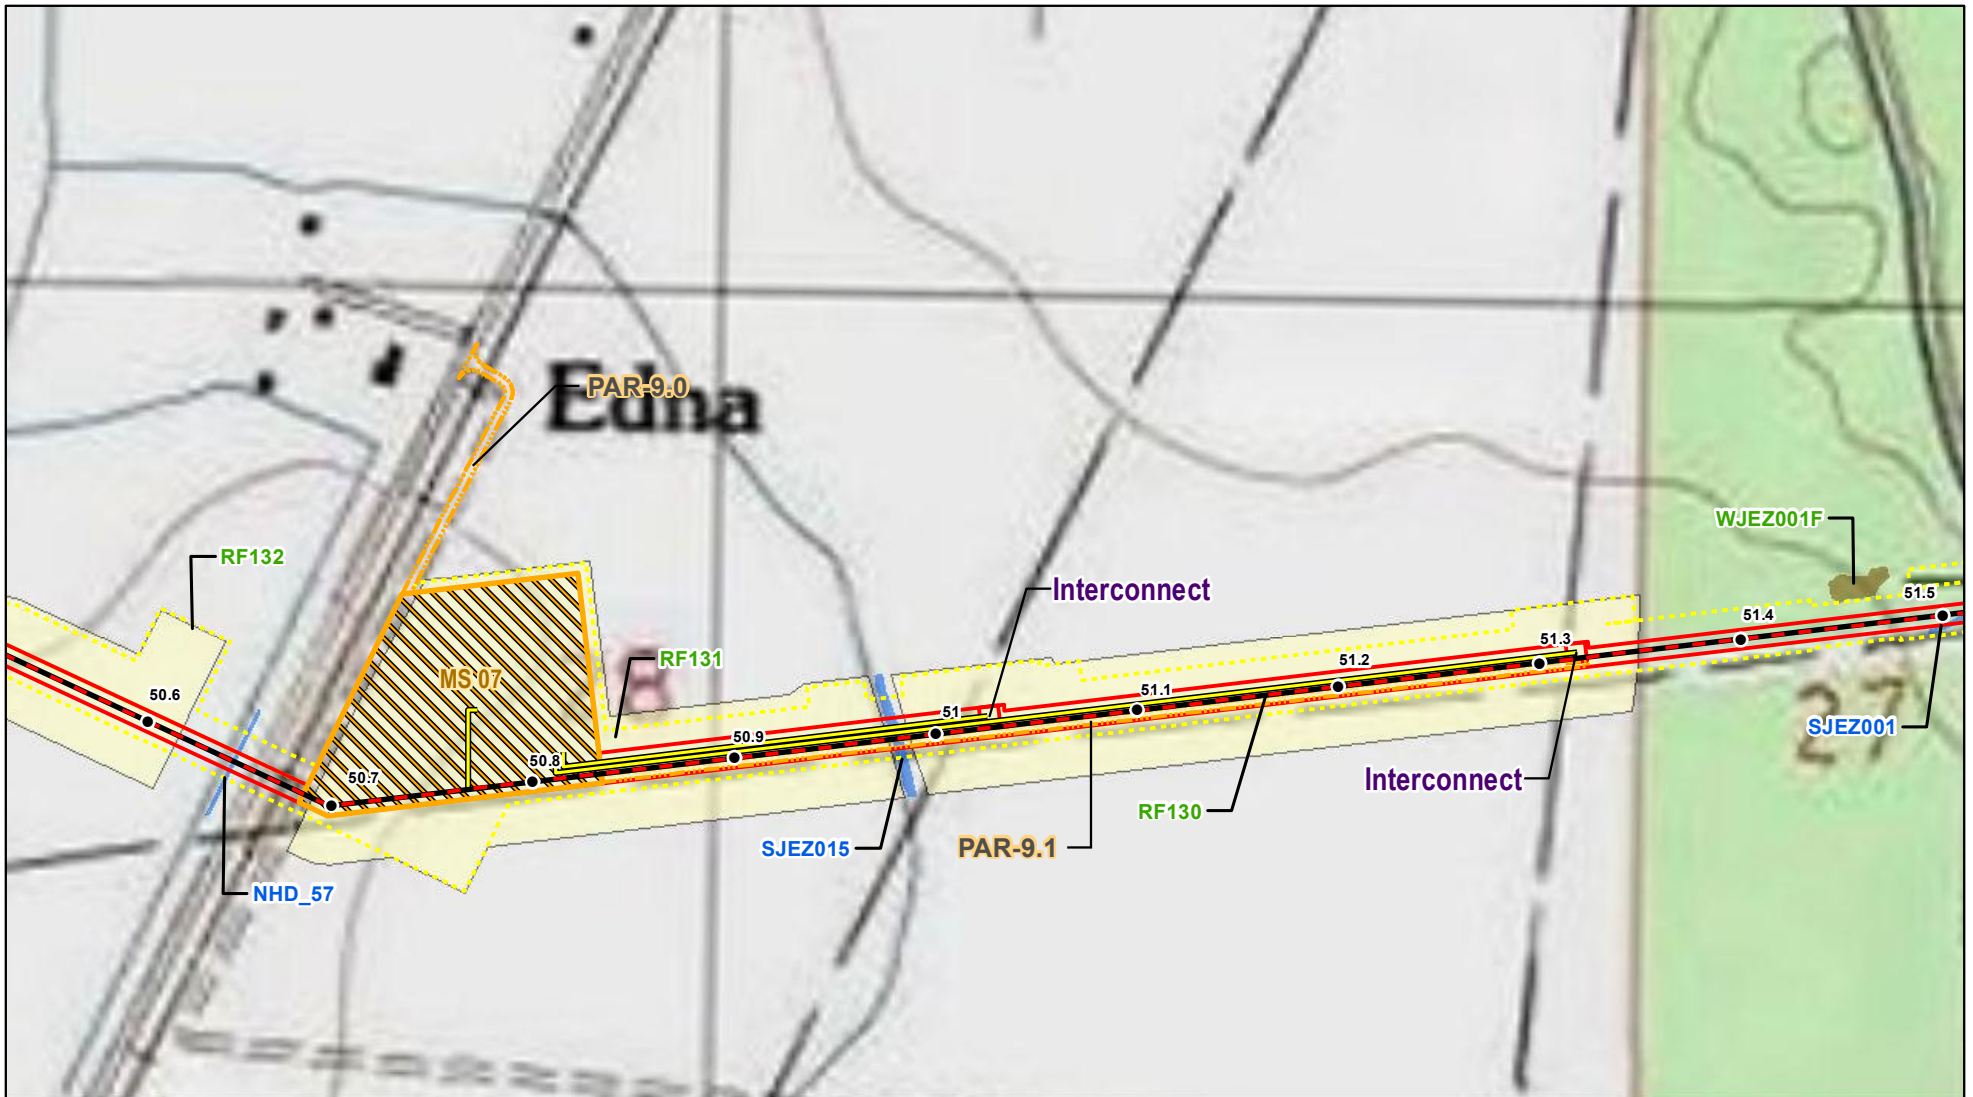 Edna
PAR-9.0
WJEZ001F
RF132
Interconnect
51.5
51.4
51.3
RF131
51.2
MS 07
51.1
50.6
51
27
SJEZ001
50.9
50.8
50.7
Interconnect
RF130
SJEZ015
PAR-9.1
NHD_57